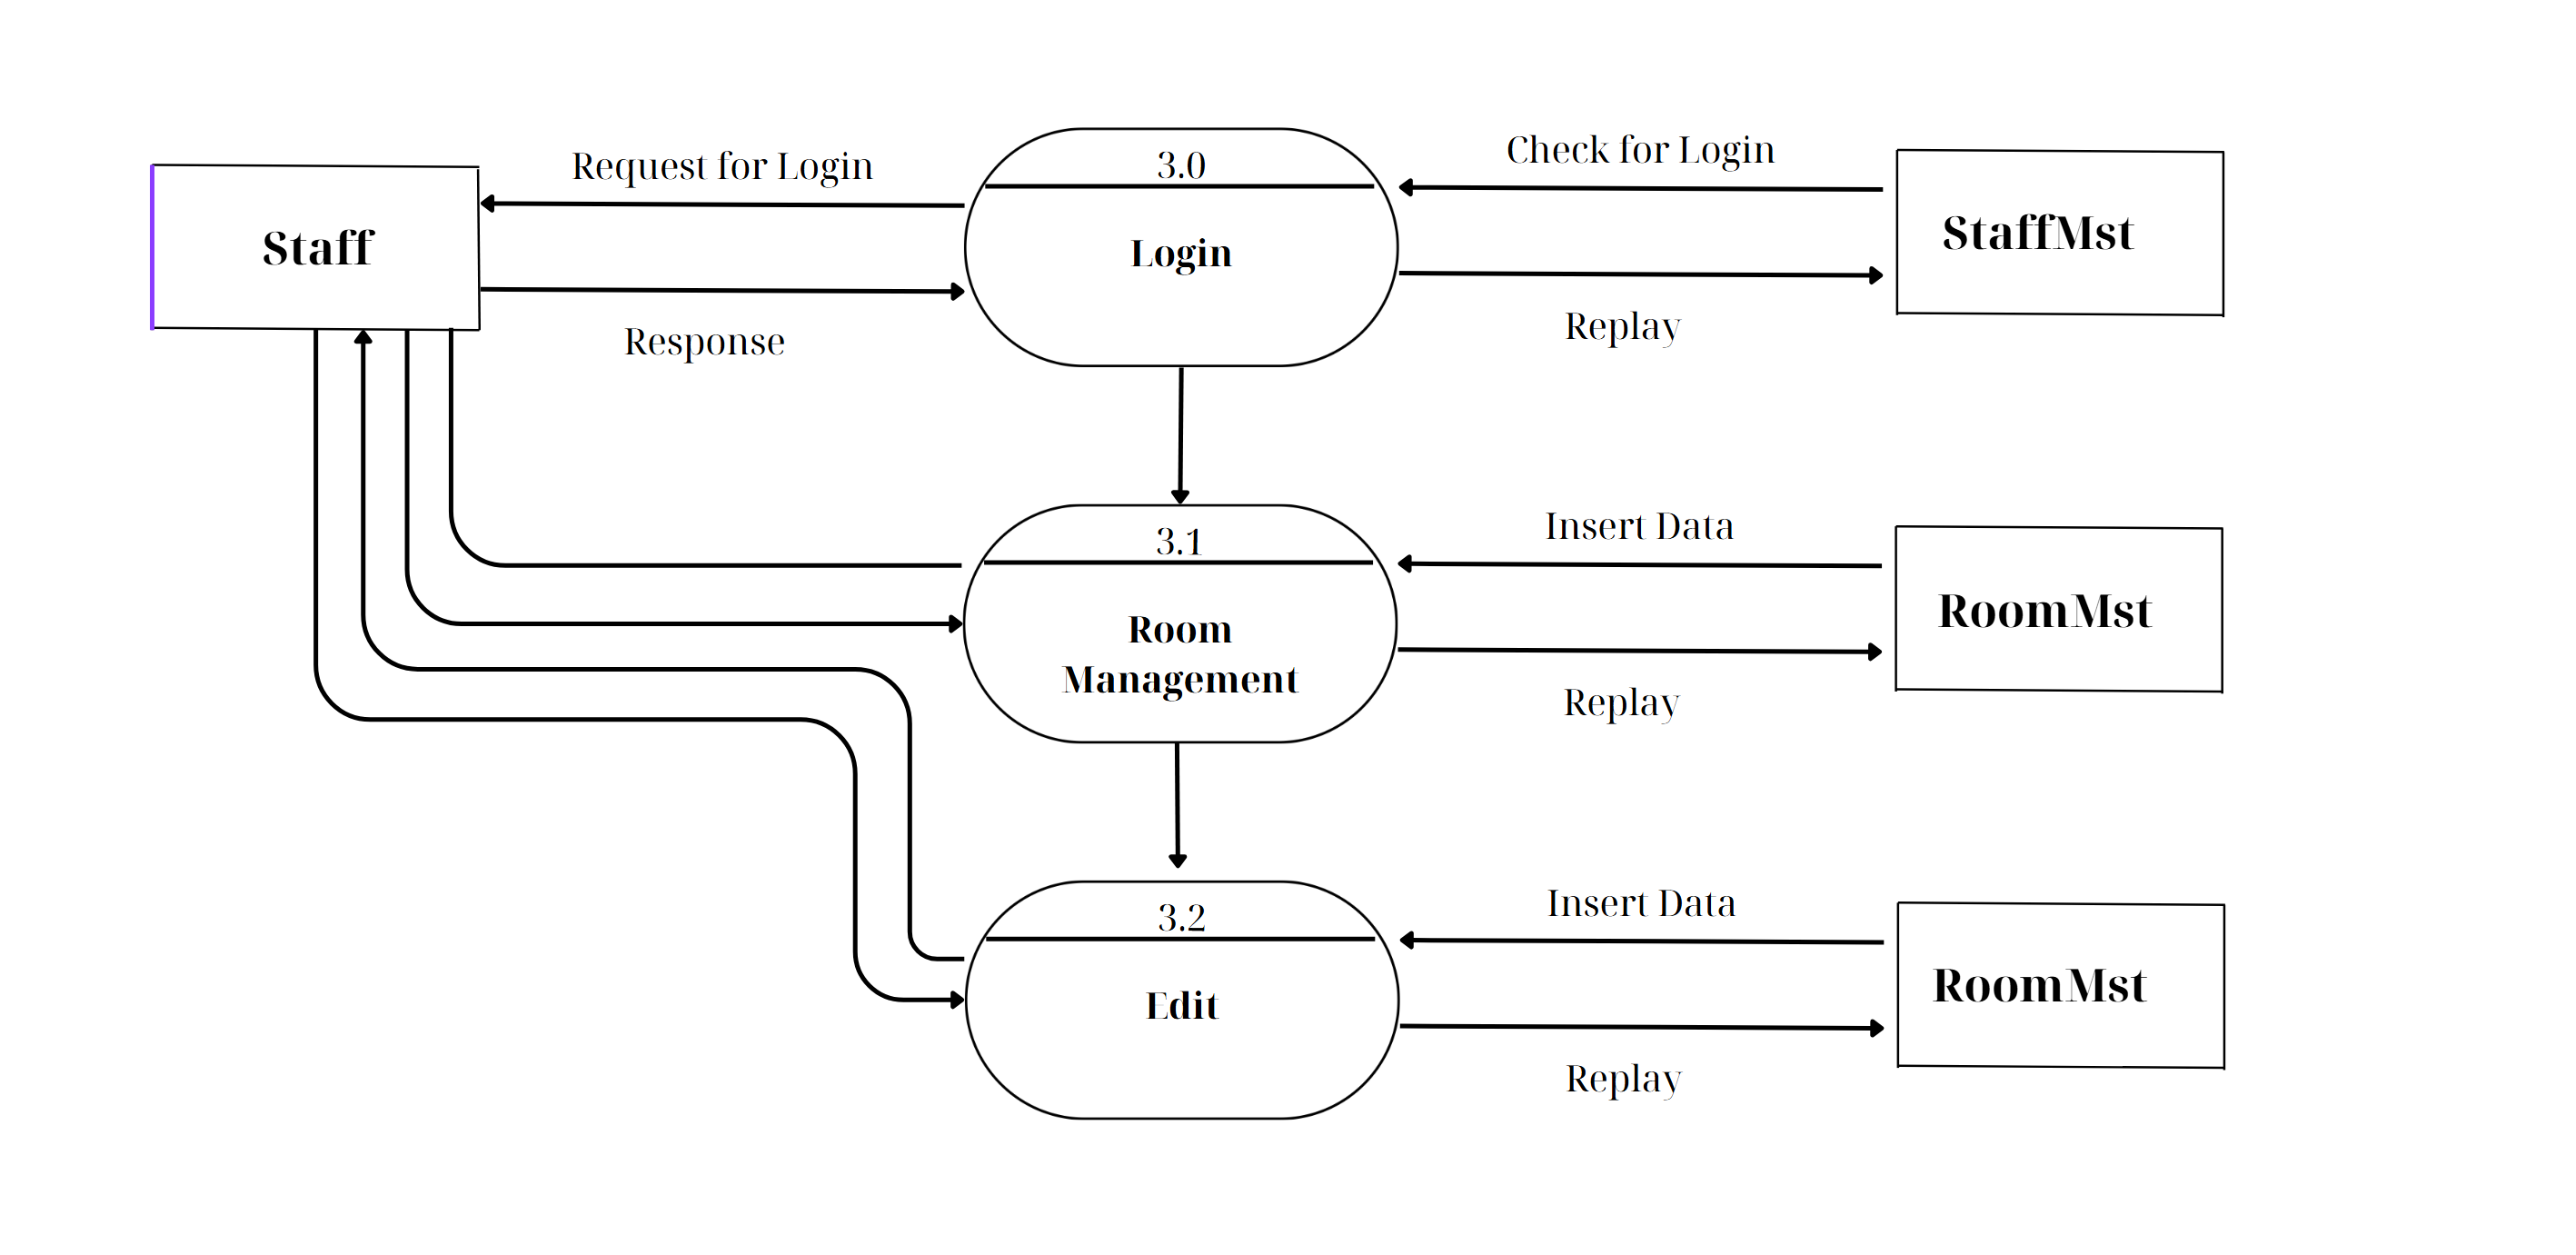 Request for Login
3.0
Check for Login
Staff
Login
StaffMst
Response
Replay
3.1
Insert Data
Room
Management
RoomMst
Replay
3.2
Insert Data
Edit
RoomMst
Replay